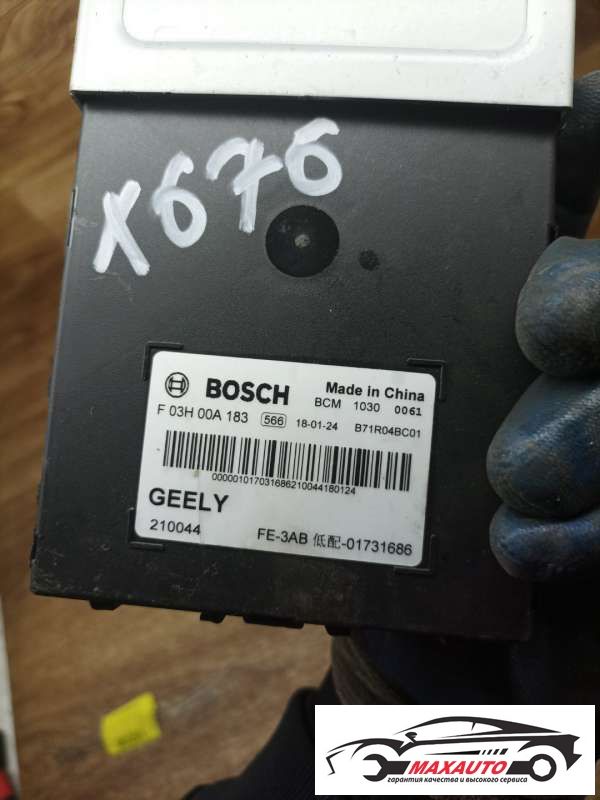 X676
BOSCH Made in China
BCM 1030 0061
F 03H 00A 183 566 18-01-24 B71R04BC01
00000101703168621004418012​4
GEELY
210044 FE-3AB 低配-01731686
MAXAUTO
гарантия качества и высокого сервиса